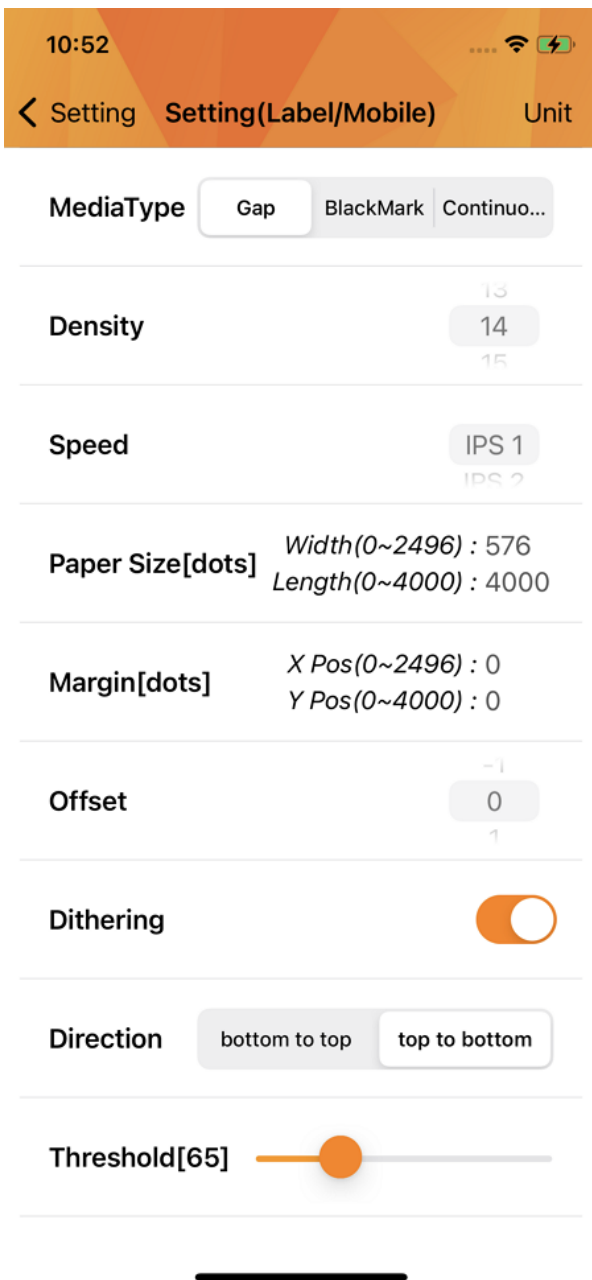 10:52
Setting Setting(Label/Mobile) Unit
MediaType Gap BlackMark Continuo...
13
Density 14
15
Speed IPS 1
IPS 2
Paper Size[dots] Width(0~2496) : 576
Length(0~4000) : 4000
Margin[dots] X Pos(0~2496) : 0
Y Pos(0~4000) : 0
-1
Offset 0
1
Dithering
Direction bottom to top top to bottom
Threshold[65]